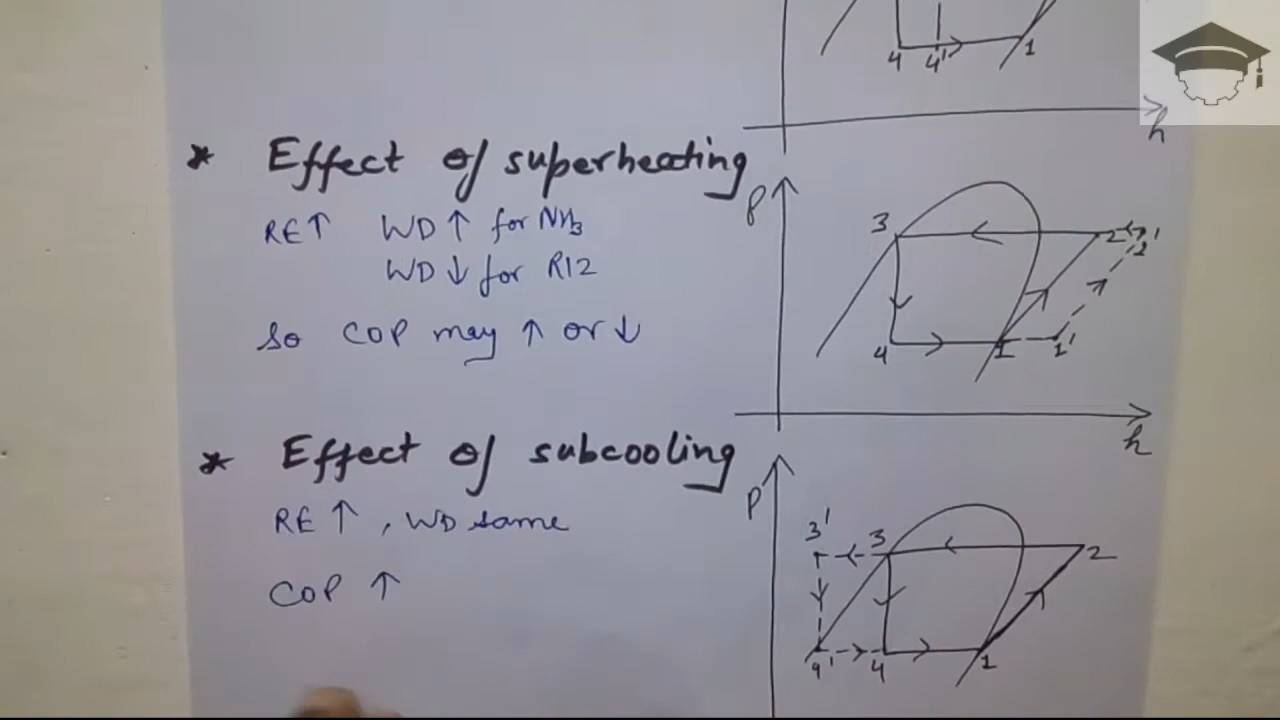 4 4' 1
h
* Effect of superheating
RE↑ WD ↑ for NH3
WD ↓ for R12
So COP may ↑ or ↓
P
3 2 2'
4 1 1'
h
* Effect of subcooling
RE ↑ , WD same
COP ↑
P
3' 3 2
4' 4 1